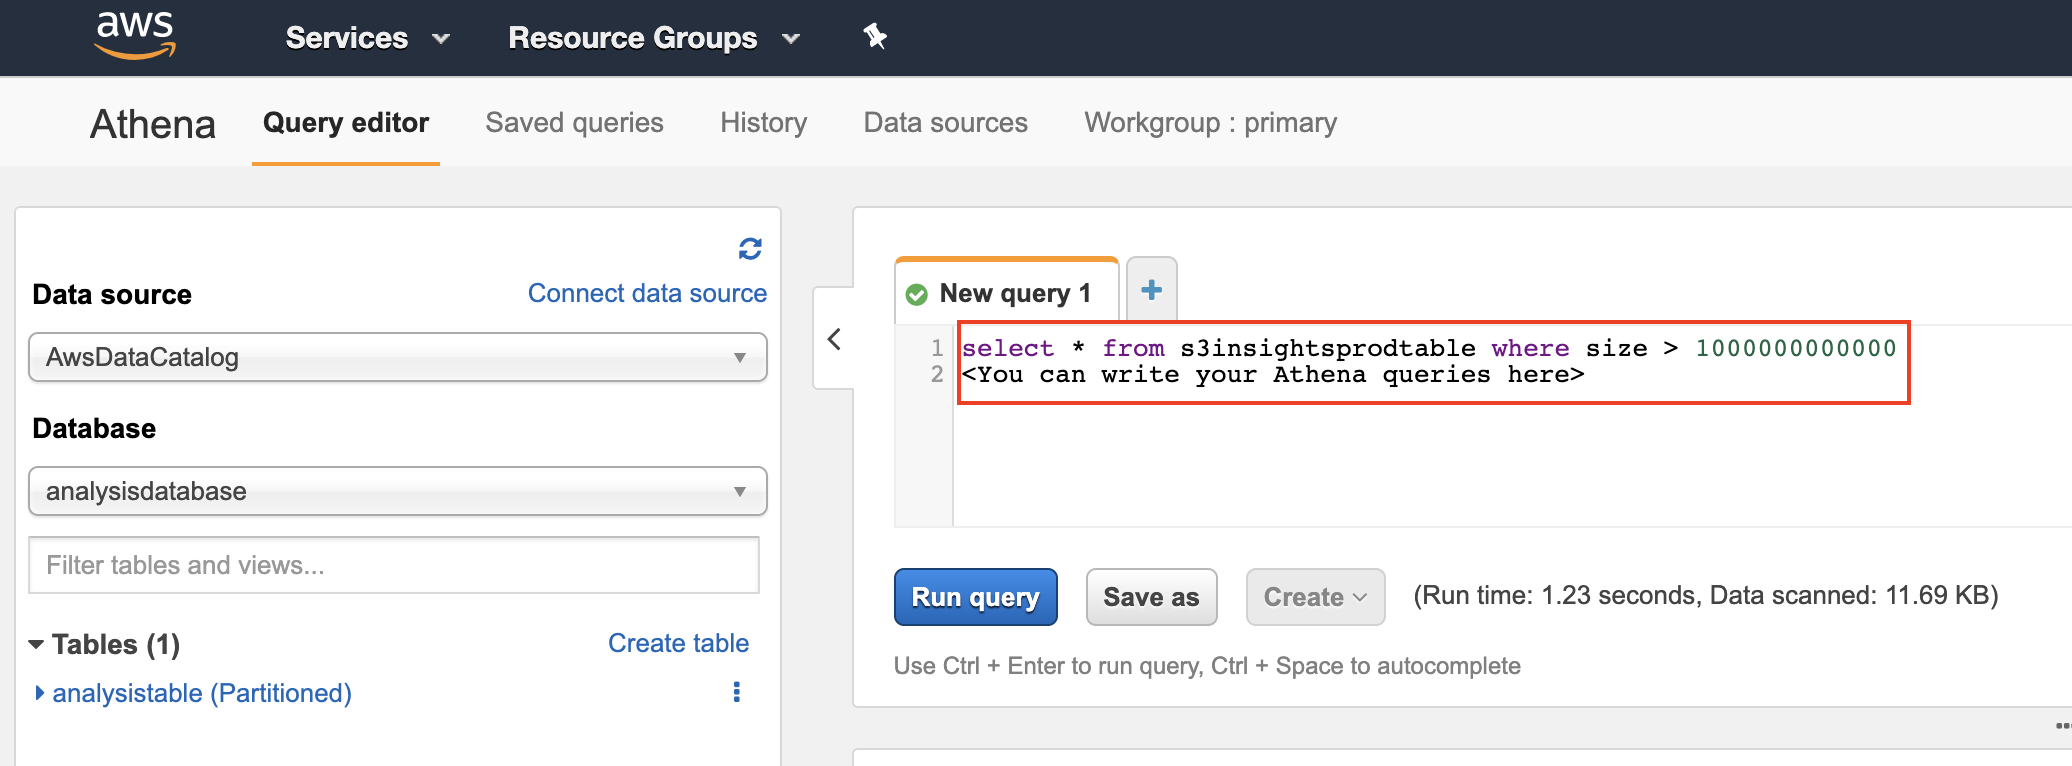 aws Services Resource Groups
Athena Query editor Saved queries History Data sources Workgroup : primary
Data source Connect data source
AwsDataCatalog
Database
analysisdatabase
Filter tables and views...
Tables (1) Create table
analysistable (Partitioned)
New query 1 +
1 select * from s3insightsprodtable where size > 1000000000000
2 <You can write your Athena queries here>
Run query Save as Create (Run time: 1.23 seconds, Data scanned: 11.69 KB)
Use Ctrl + Enter to run query, Ctrl + Space to autocomplete